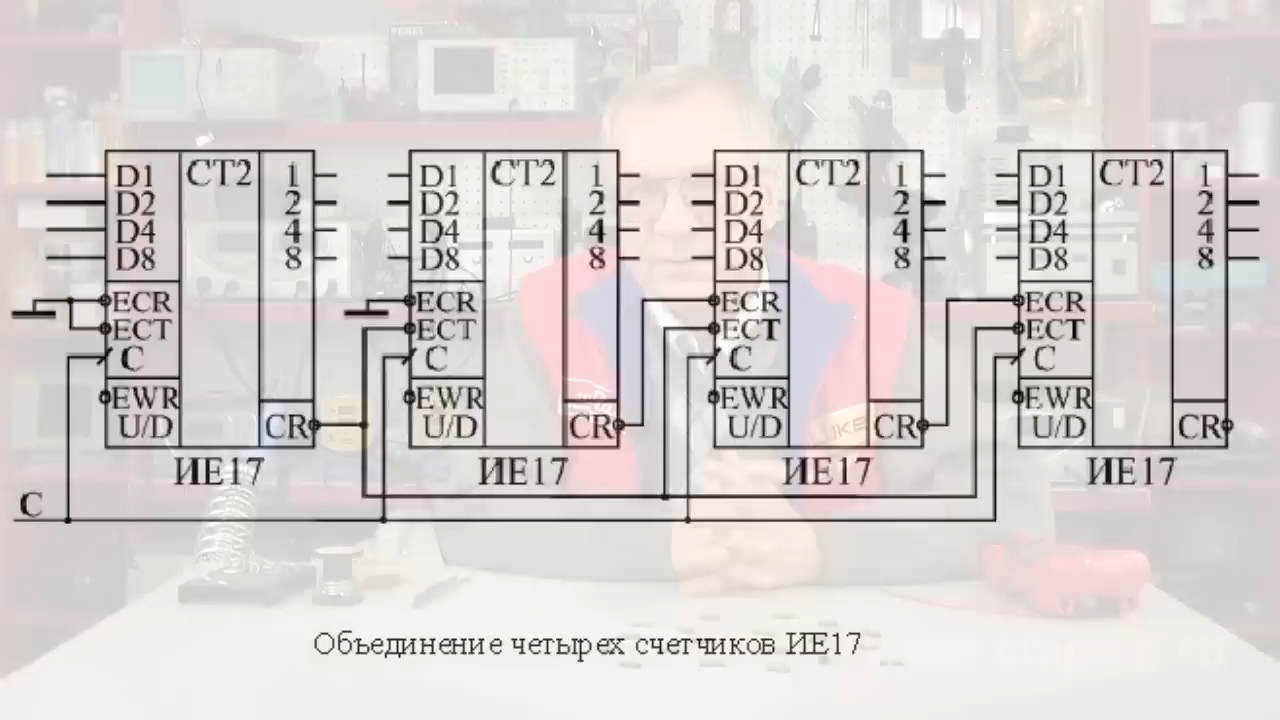 D1 CT2 1
D2 2
D4 4
D8 8
ECR
ECT
C
EWR
U/D CR
ИЕ17
D1 CT2 1
D2 2
D4 4
D8 8
ECR
ECT
C
EWR
U/D CR
ИЕ17
D1 CT2 1
D2 2
D4 4
D8 8
ECR
ECT
C
EWR
U/D CR
ИЕ17
D1 CT2 1
D2 2
D4 4
D8 8
ECR
ECT
C
EWR
U/D CR
ИЕ17
C
Объединение четырех счетчиков ИЕ17